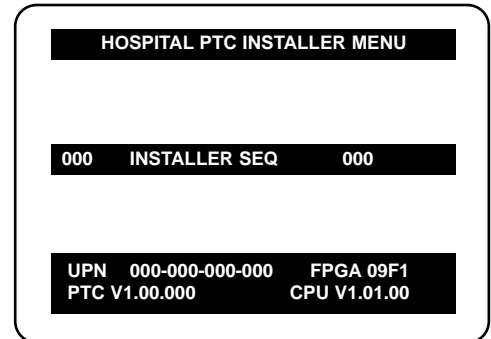 HOSPITAL PTC INSTALLER MENU
000 INSTALLER SEQ 000
UPN 000-000-000-000 FPGA 09F1
PTC V1.00.000 CPU V1.01.00